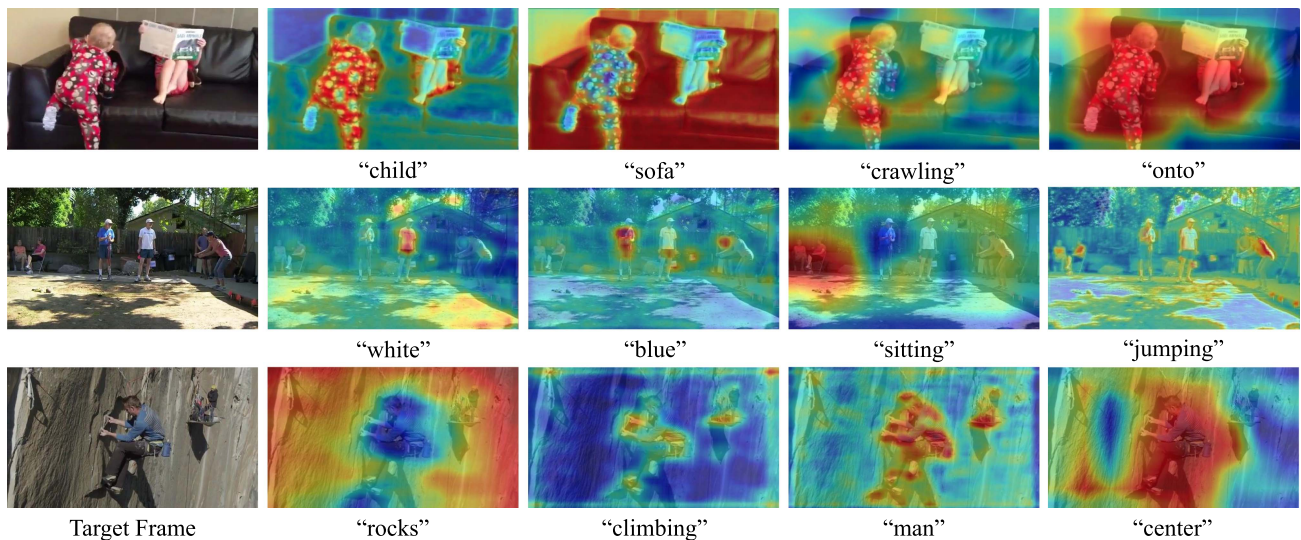 “child” “sofa” “crawling” “onto”
“white” “blue” “sitting” “jumping”
Target Frame “rocks” “climbing” “man” “center”